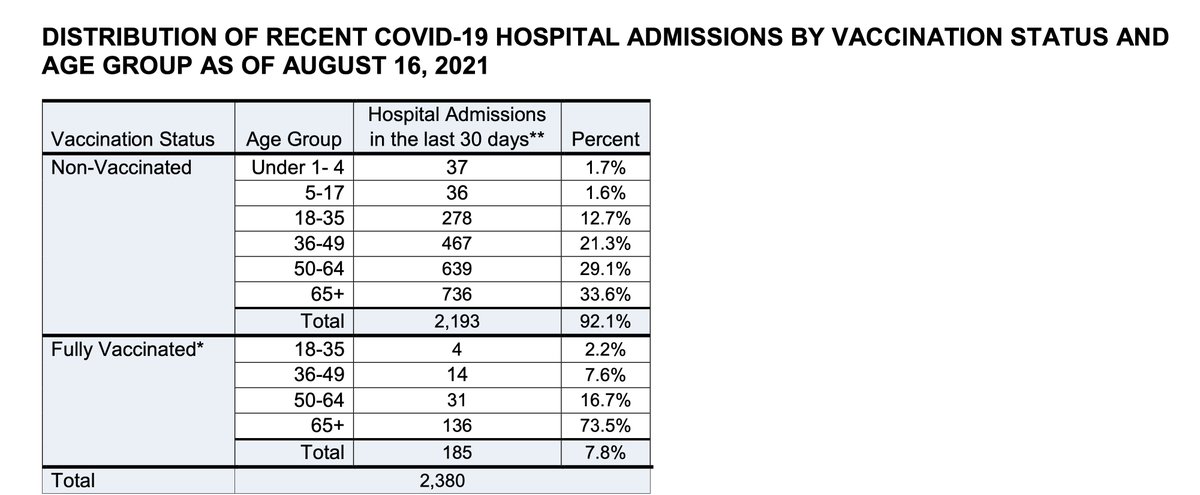 DISTRIBUTION OF RECENT COVID-19 HOSPITAL ADMISSIONS BY VACCINATION STATUS AND
AGE GROUP AS OF AUGUST 16, 2021
Vaccination Status Age Group Hospital Admissions in the last 30 days** Percent
Non-Vaccinated Under 1- 4 37 1.7%
5-17 36 1.6%
18-35 278 12.7%
36-49 467 21.3%
50-64 639 29.1%
65+ 736 33.6%
Total 2,193 92.1%
Fully Vaccinated* 18-35 4 2.2%
36-49 14 7.6%
50-64 31 16.7%
65+ 136 73.5%
Total 185 7.8%
Total 2,380